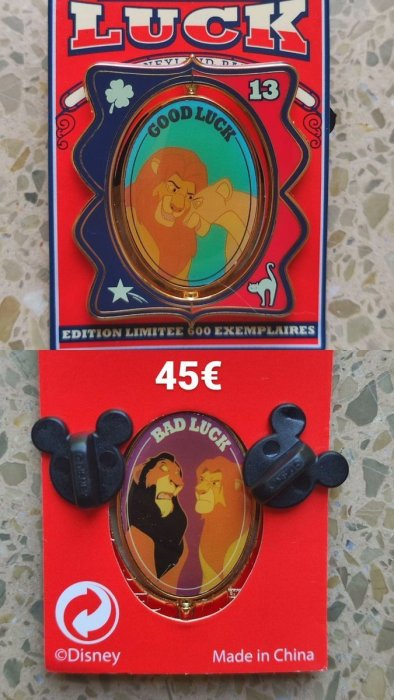 LUCK
GOOD LUCK
13
EDITION LIMITEE 600 EXEMPLAIRES
45€
BAD LUCK
©Disney
Made in China